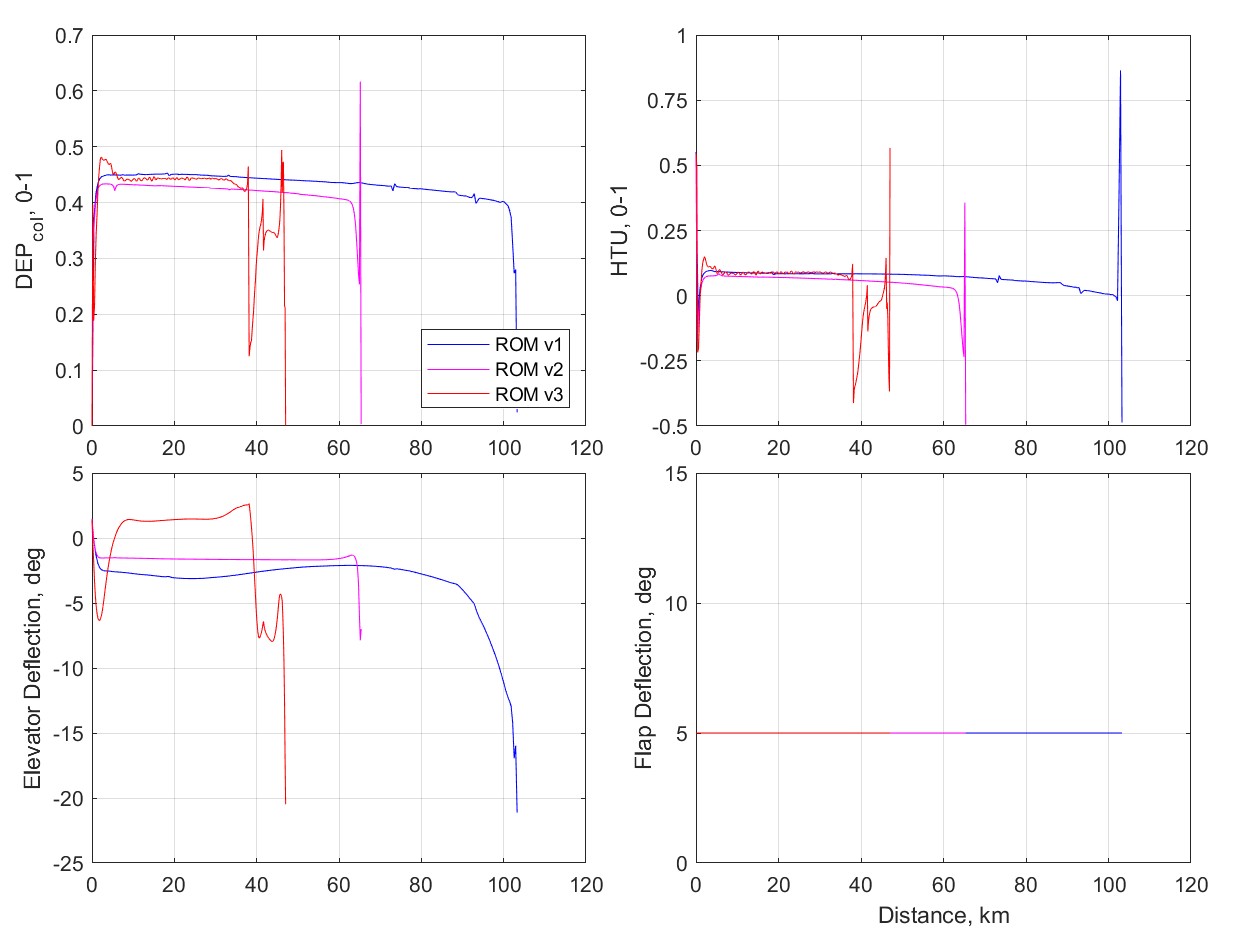 0.7
0.6
0.5
0.4
0.3
0.2
0.1
0
DEPcol, 0-1
0 20 40 60 80 100 120
ROM v1
ROM v2
ROM v3
1
0.75
0.5
0.25
0
-0.25
-0.5
HTU, 0-1
0 20 40 60 80 100 120
5
0
-5
-10
-15
-20
-25
Elevator Deflection, deg
0 20 40 60 80 100 120
15
10
5
0
Flap Deflection, deg
0 20 40 60 80 100 120
Distance, km